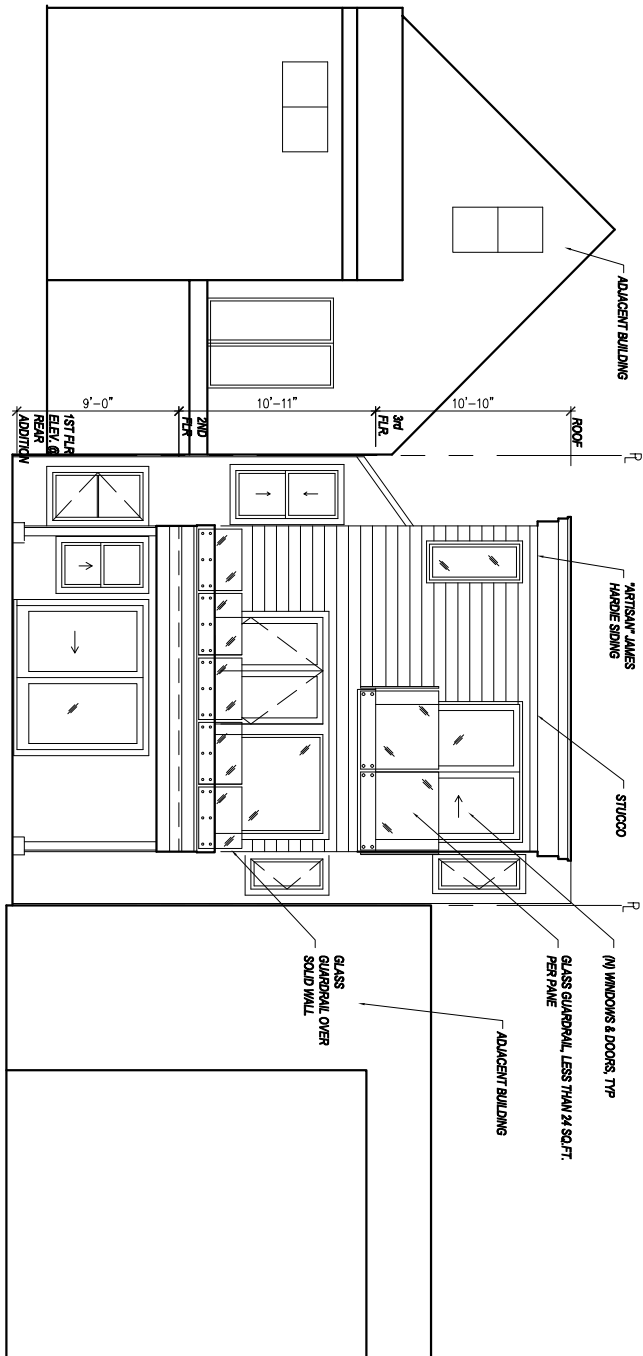 ADJACENT BUILDING
ROOF
10'-10"
3rd
FLR.
10'-11"
2ND
FLR
9'-0"
1ST FLR
ELEV. @
REAR
ADDITION
PL
"ARTISAN" JAMES
HARDIE SIDING
STUCCO
PL
(N) WINDOWS & DOORS, TYP
GLASS GUARDRAIL, LESS THAN 24 SQ.FT.
PER PANE
ADJACENT BUILDING
GLASS
GUARDRAIL OVER
SOLID WALL